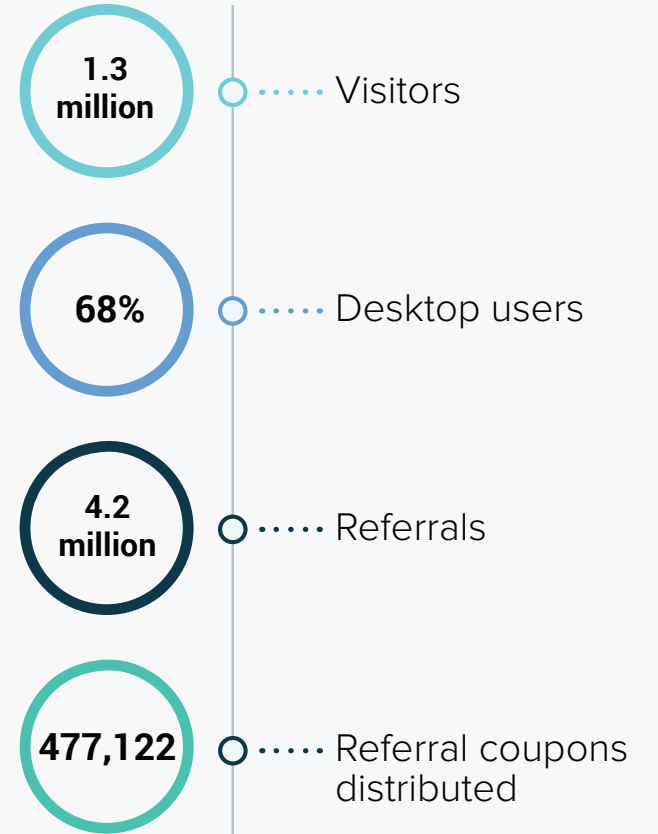 1.3
million
Visitors
68%
Desktop users
4.2
million
Referrals
477,122
Referral coupons
distributed